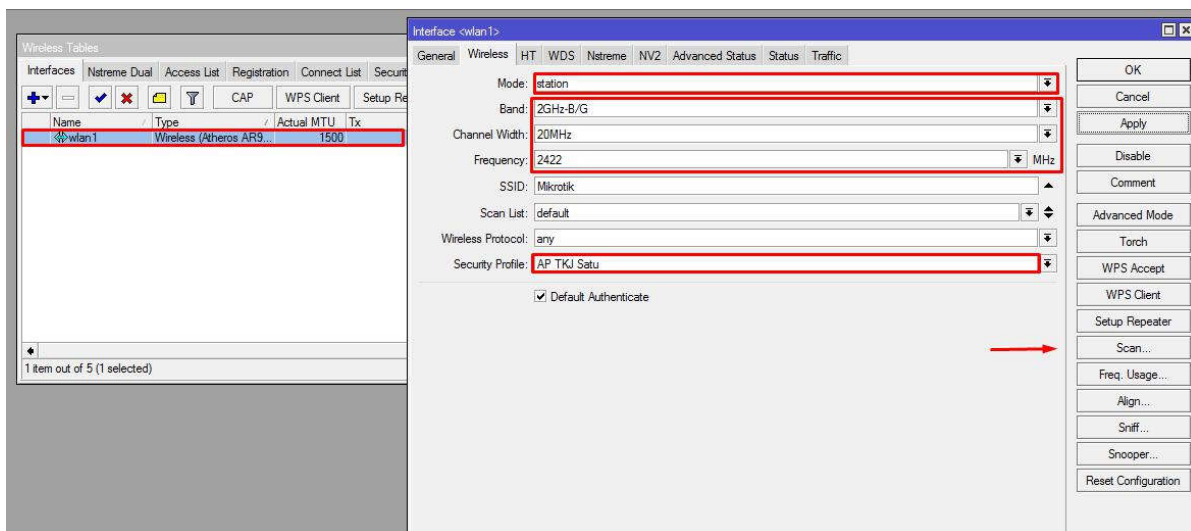 Wireless Tables
Interfaces Nstreme Dual Access List Registration Connect List Securit
CAP WPS Client Setup Re
Name / Type / Actual MTU Tx
wlan1 Wireless (Atheros AR9... 1500
1 item out of 5 (1 selected)
Interface <wlan1>
General Wireless HT WDS Nstreme NV2 Advanced Status Status Traffic
Mode: station
Band: 2GHz-B/G
Channel Width: 20MHz
Frequency: 2422 MHz
SSID: Mikrotik
Scan List: default
Wireless Protocol: any
Security Profile: AP TKJ Satu
Default Authenticate
OK
Cancel
Apply
Disable
Comment
Advanced Mode
Torch
WPS Accept
WPS Client
Setup Repeater
Scan...
Freq. Usage...
Align...
Sniff...
Snooper...
Reset Configuration